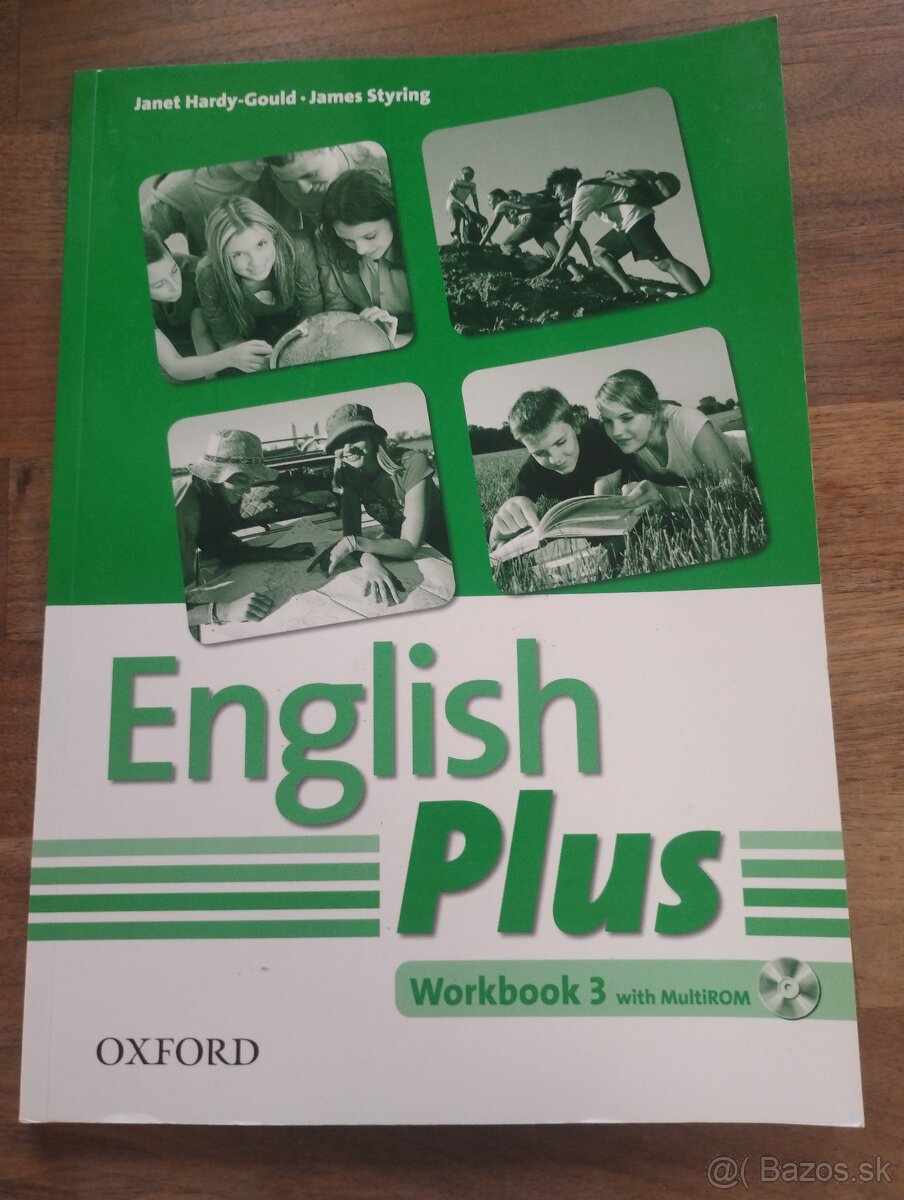 Janet Hardy-Gould • James Styring
English
Plus
Workbook 3 with MultiROM
OXFORD
@( Bazos.sk